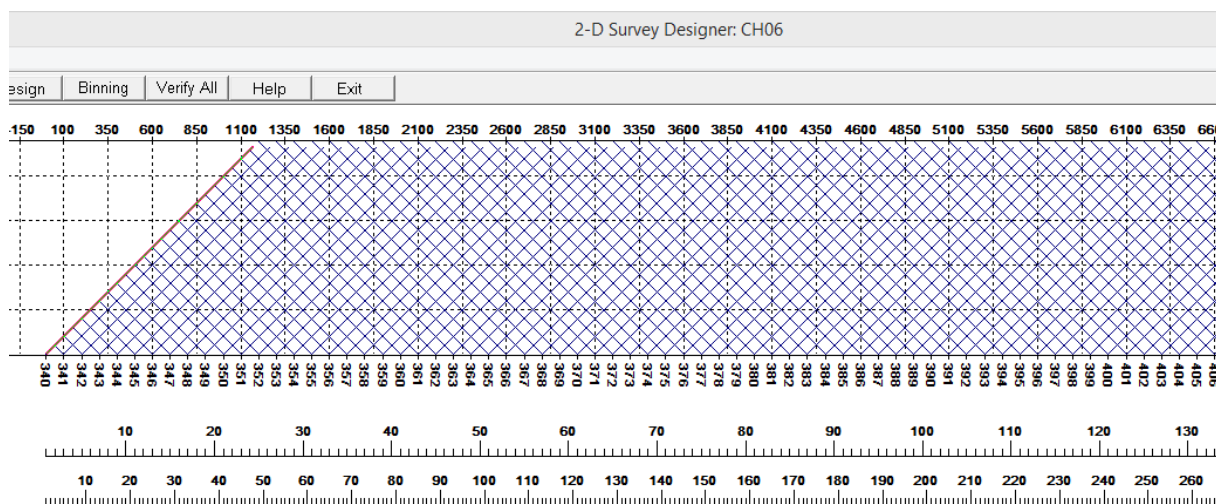 2-D Survey Designer: CH06
esign Binning Verify All Help Exit
-150 100 350 600 850 1100 1350 1600 1850 2100 2350 2600 2850 3100 3350 3600 3850 4100 4350 4600 4850 5100 5350 5600 5850 6100 6350 660
340 341 342 343 344 345 346 347 348 349 350 351 352 353 354 355 356 357 358 359 360 361 362 363 364 365 366 367 368 369 370 371 372 373 374 375 376 377 378 379 380 381 382 383 384 385 386 387 388 389 390 391 392 393 394 395 396 397 398 399 400 401 402 403 404 405 406
10 20 30 40 50 60 70 80 90 100 110 120 130
10 20 30 40 50 60 70 80 90 100 110 120 130 140 150 160 170 180 190 200 210 220 230 240 250 260